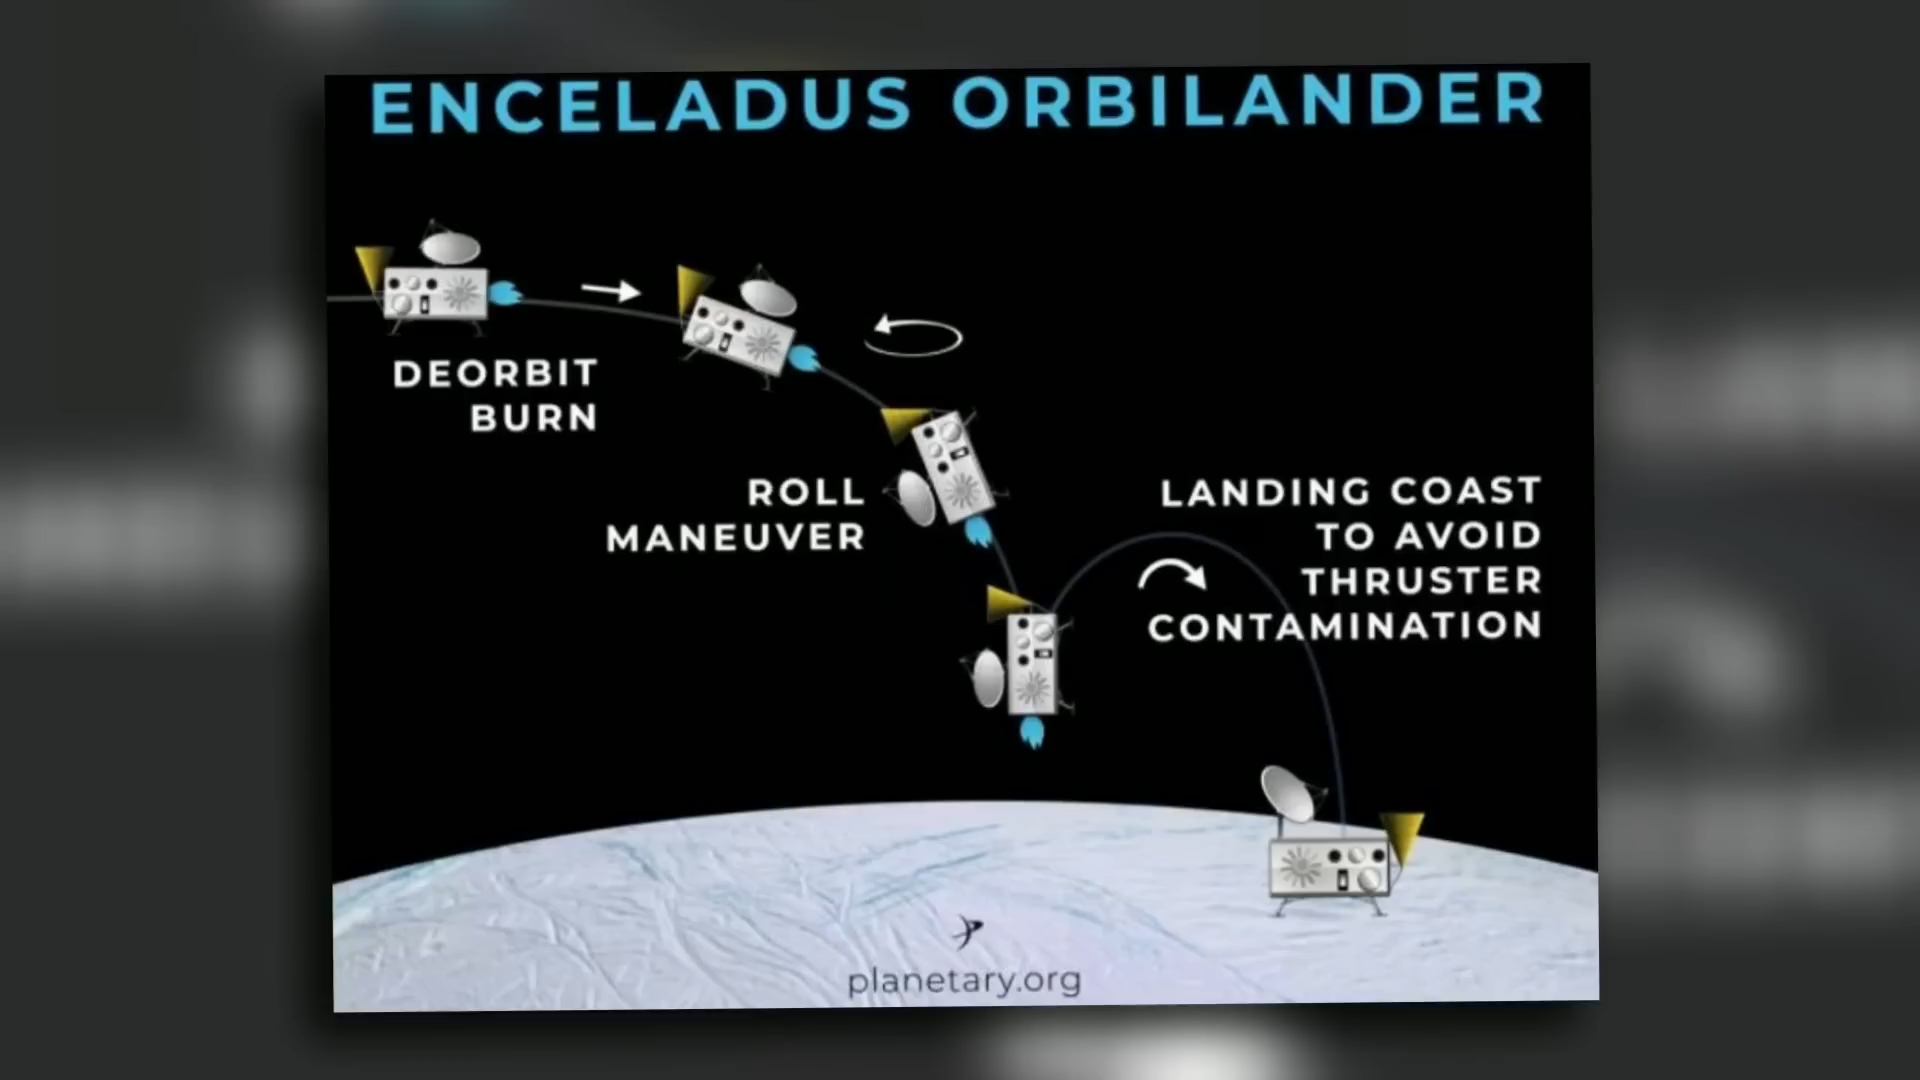 ENCELADUS ORBILANDER
DEORBIT
BURN
ROLL
MANEUVER
LANDING COAST
TO AVOID
THRUSTER
CONTAMINATION
planetary.org